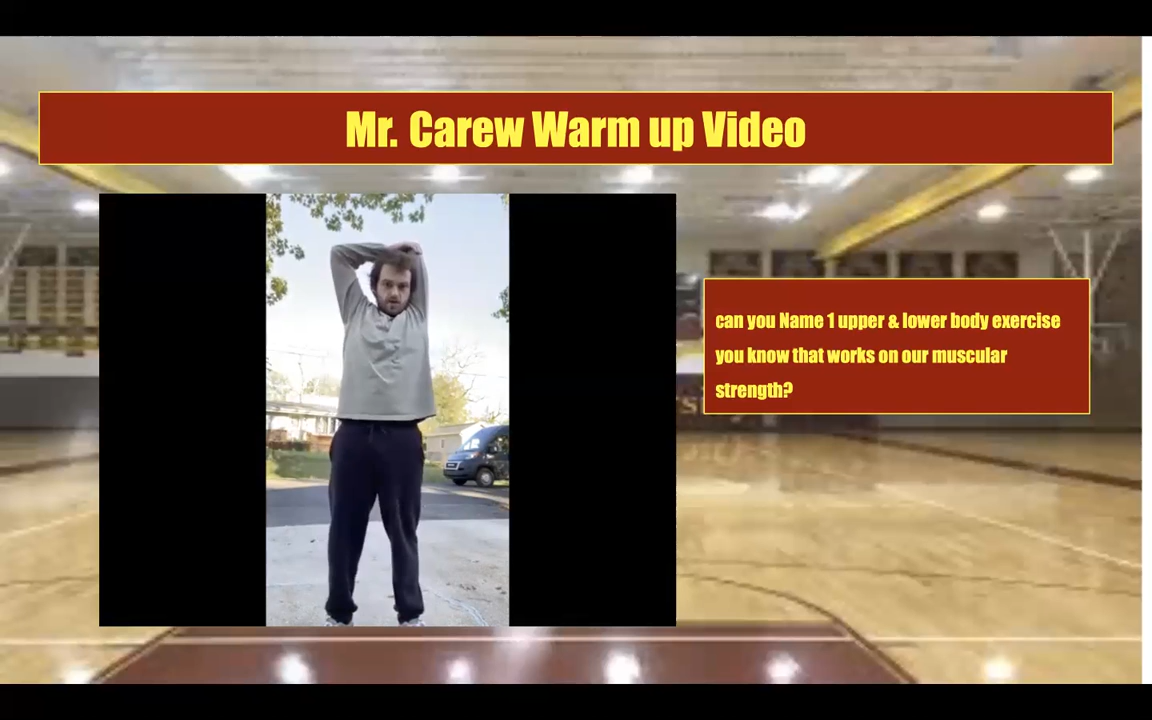 Mr. Carew Warm up Video
can you Name 1 upper & lower body exercise
you know that works on our muscular
strength?